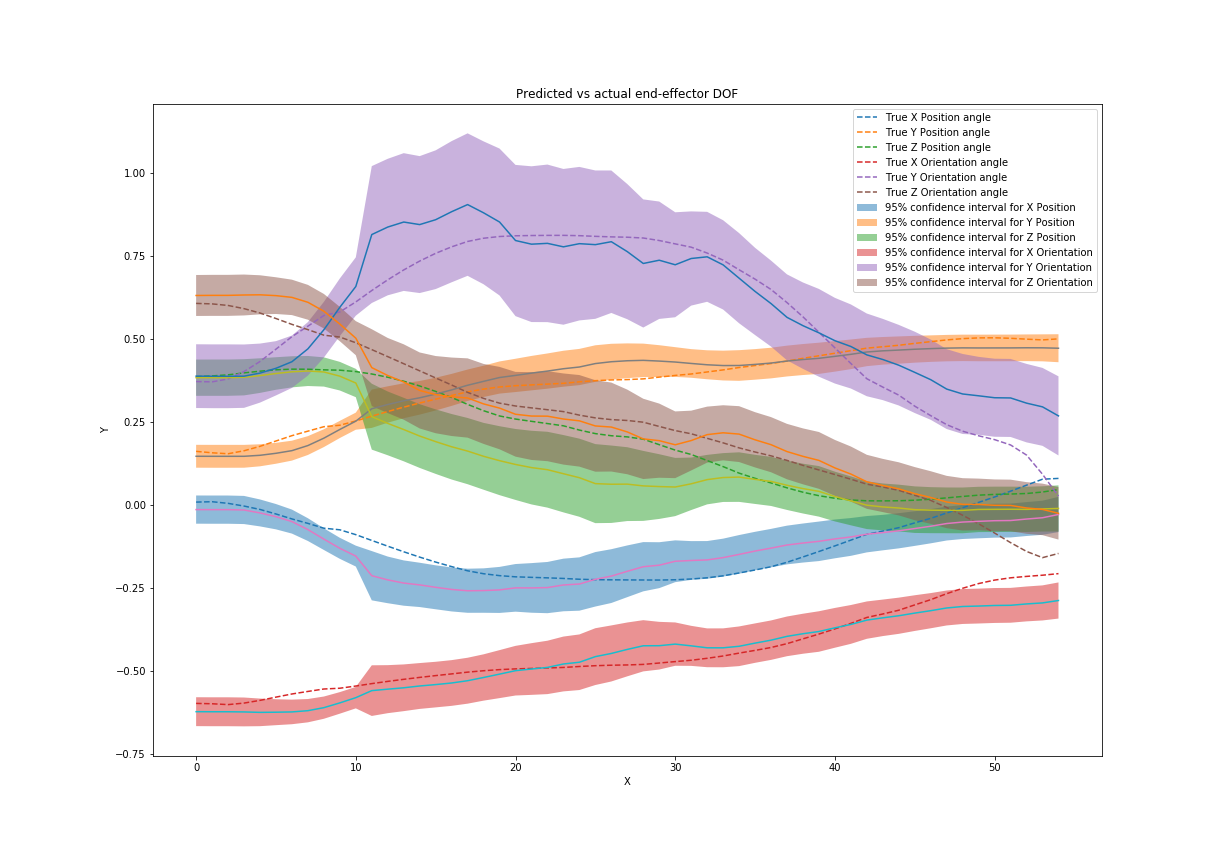 Predicted vs actual end-effector DOF
True X Position angle
True Y Position angle
True Z Position angle
True X Orientation angle
True Y Orientation angle
True Z Orientation angle
95% confidence interval for X Position
95% confidence interval for Y Position
95% confidence interval for Z Position
95% confidence interval for X Orientation
95% confidence interval for Y Orientation
95% confidence interval for Z Orientation
1.00
0.75
0.50
0.25
0.00
−0.25
−0.50
−0.75
Y
0 10 20 30 40 50
X